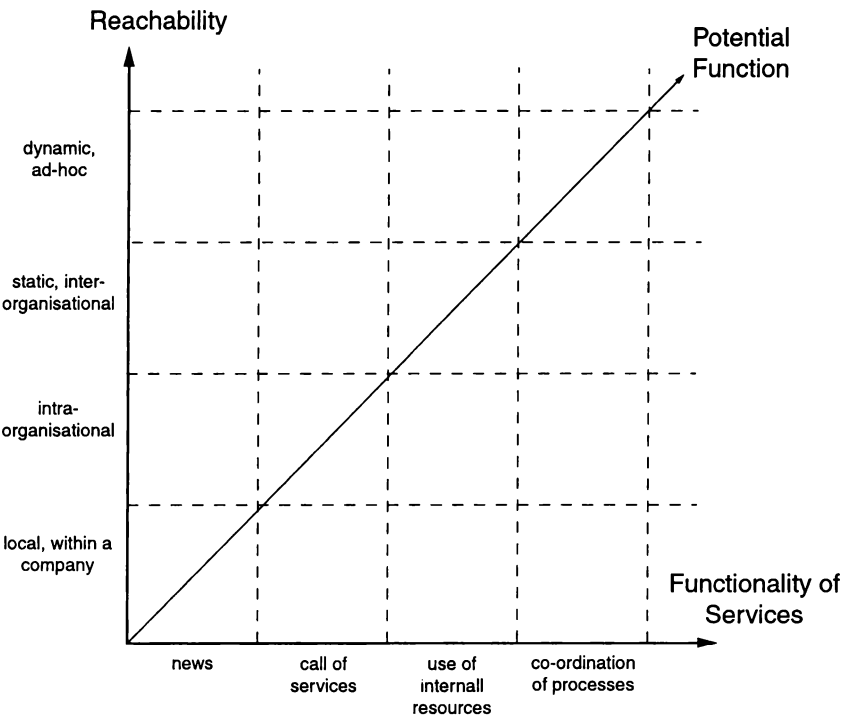 Reachability
Potential
Function
dynamic,
ad-hoc
static, inter-
organisational
intra-
organisational
local, within a
company
Functionality of
Services
news
call of
services
use of
internall
resources
co-ordination
of processes